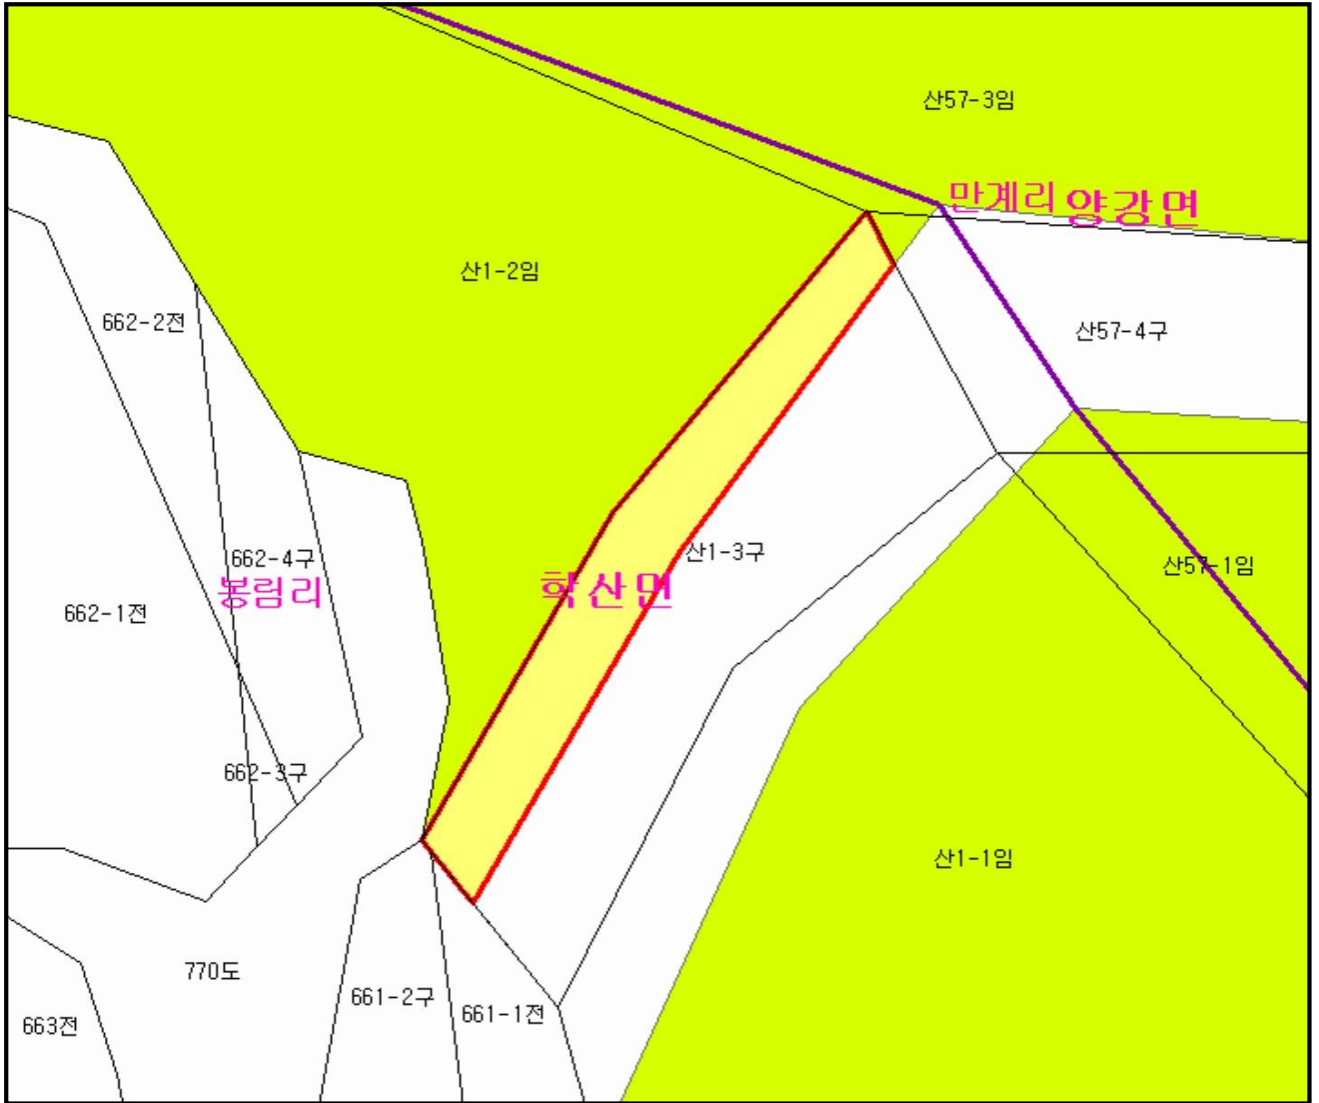 산57-3임
만계리 양강면
산1-2임
662-2전
산57-4구
산1-3구
662-4구
산57-1임
봉림리
학산면
662-1전
662-3구
산1-1임
770도
661-2구
661-1전
663전